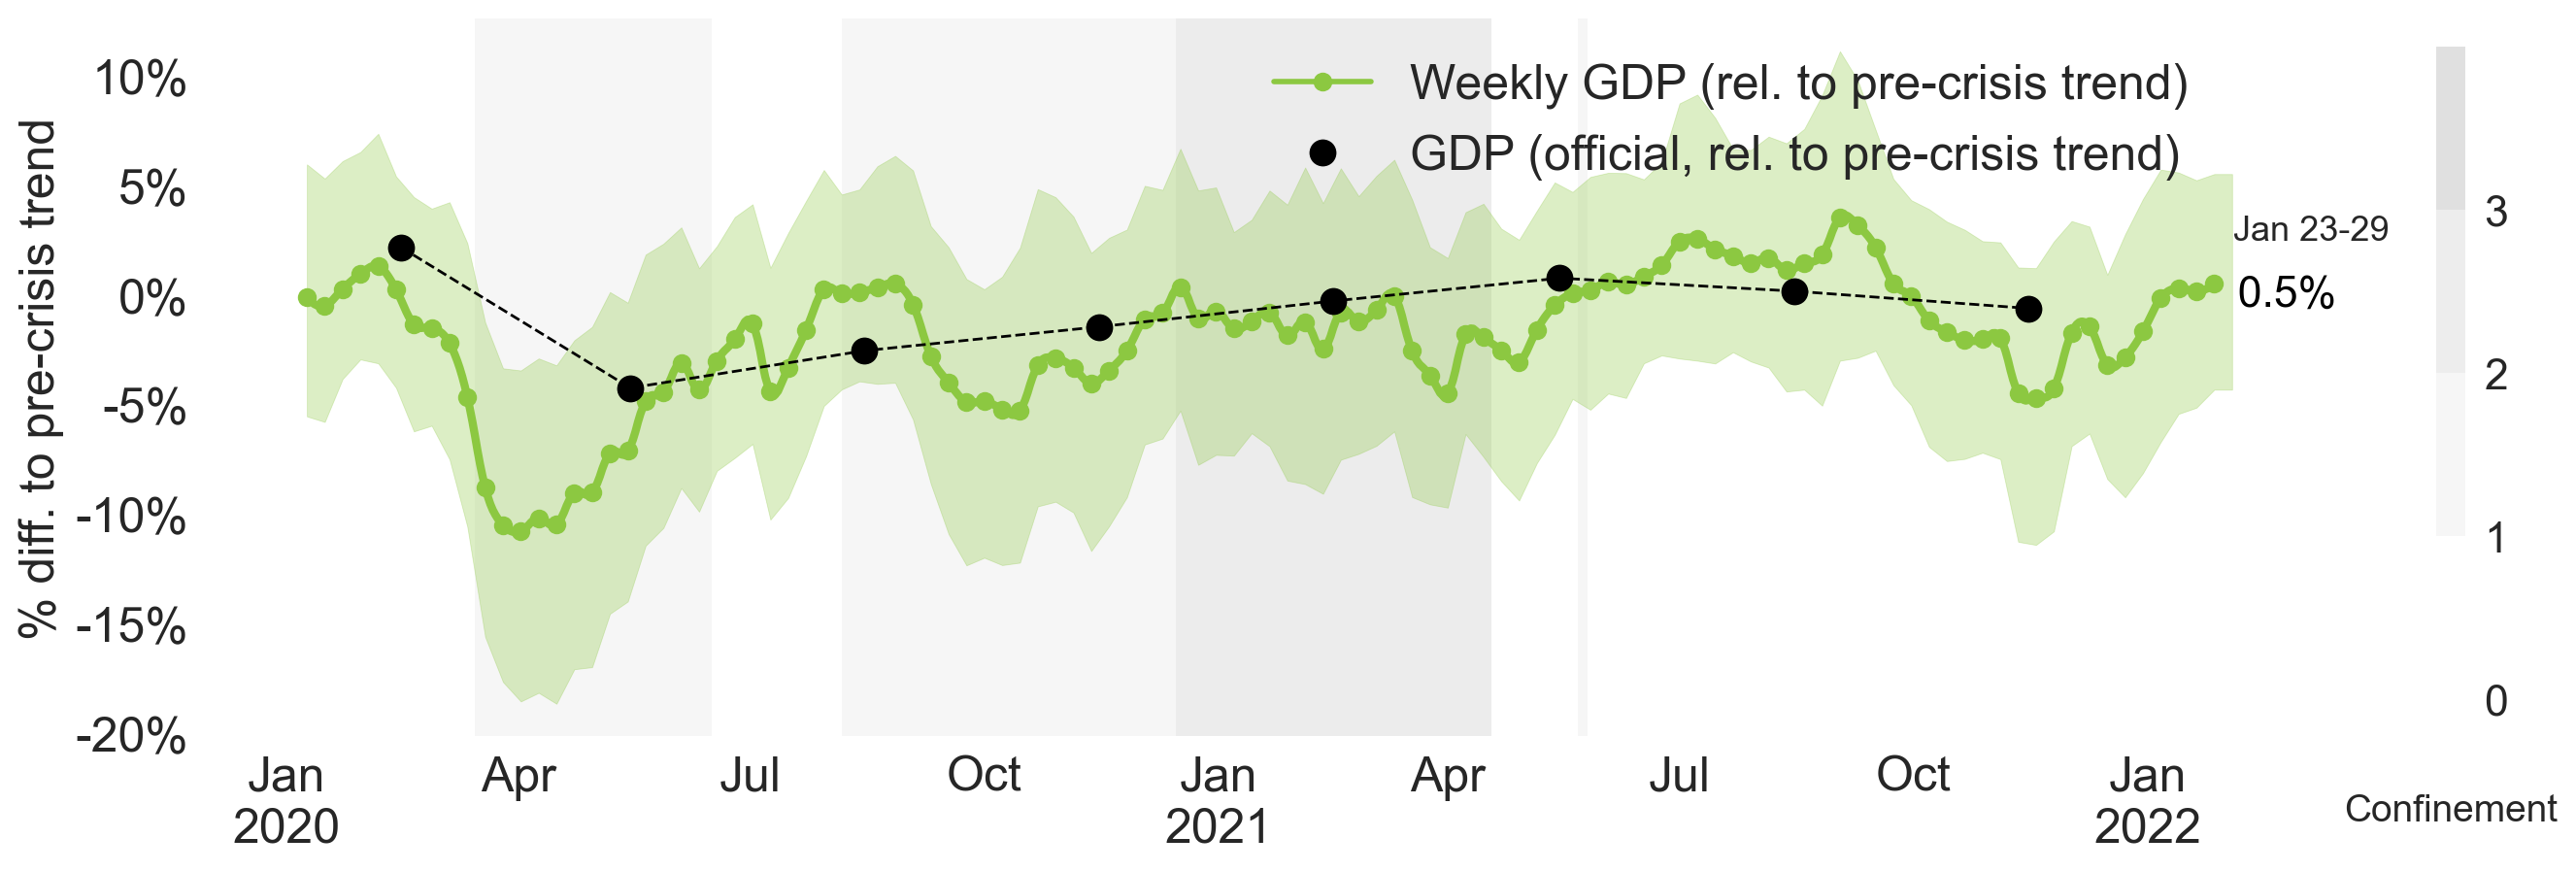 % diff. to pre-crisis trend
10%
5%
0%
-5%
-10%
-15%
-20%
Weekly GDP (rel. to pre-crisis trend)
GDP (official, rel. to pre-crisis trend)
Jan 23-29
0.5%
3
2
1
0
Confinement
Jan
2020
Apr
Jul
Oct
Jan
2021
Apr
Jul
Oct
Jan
2022